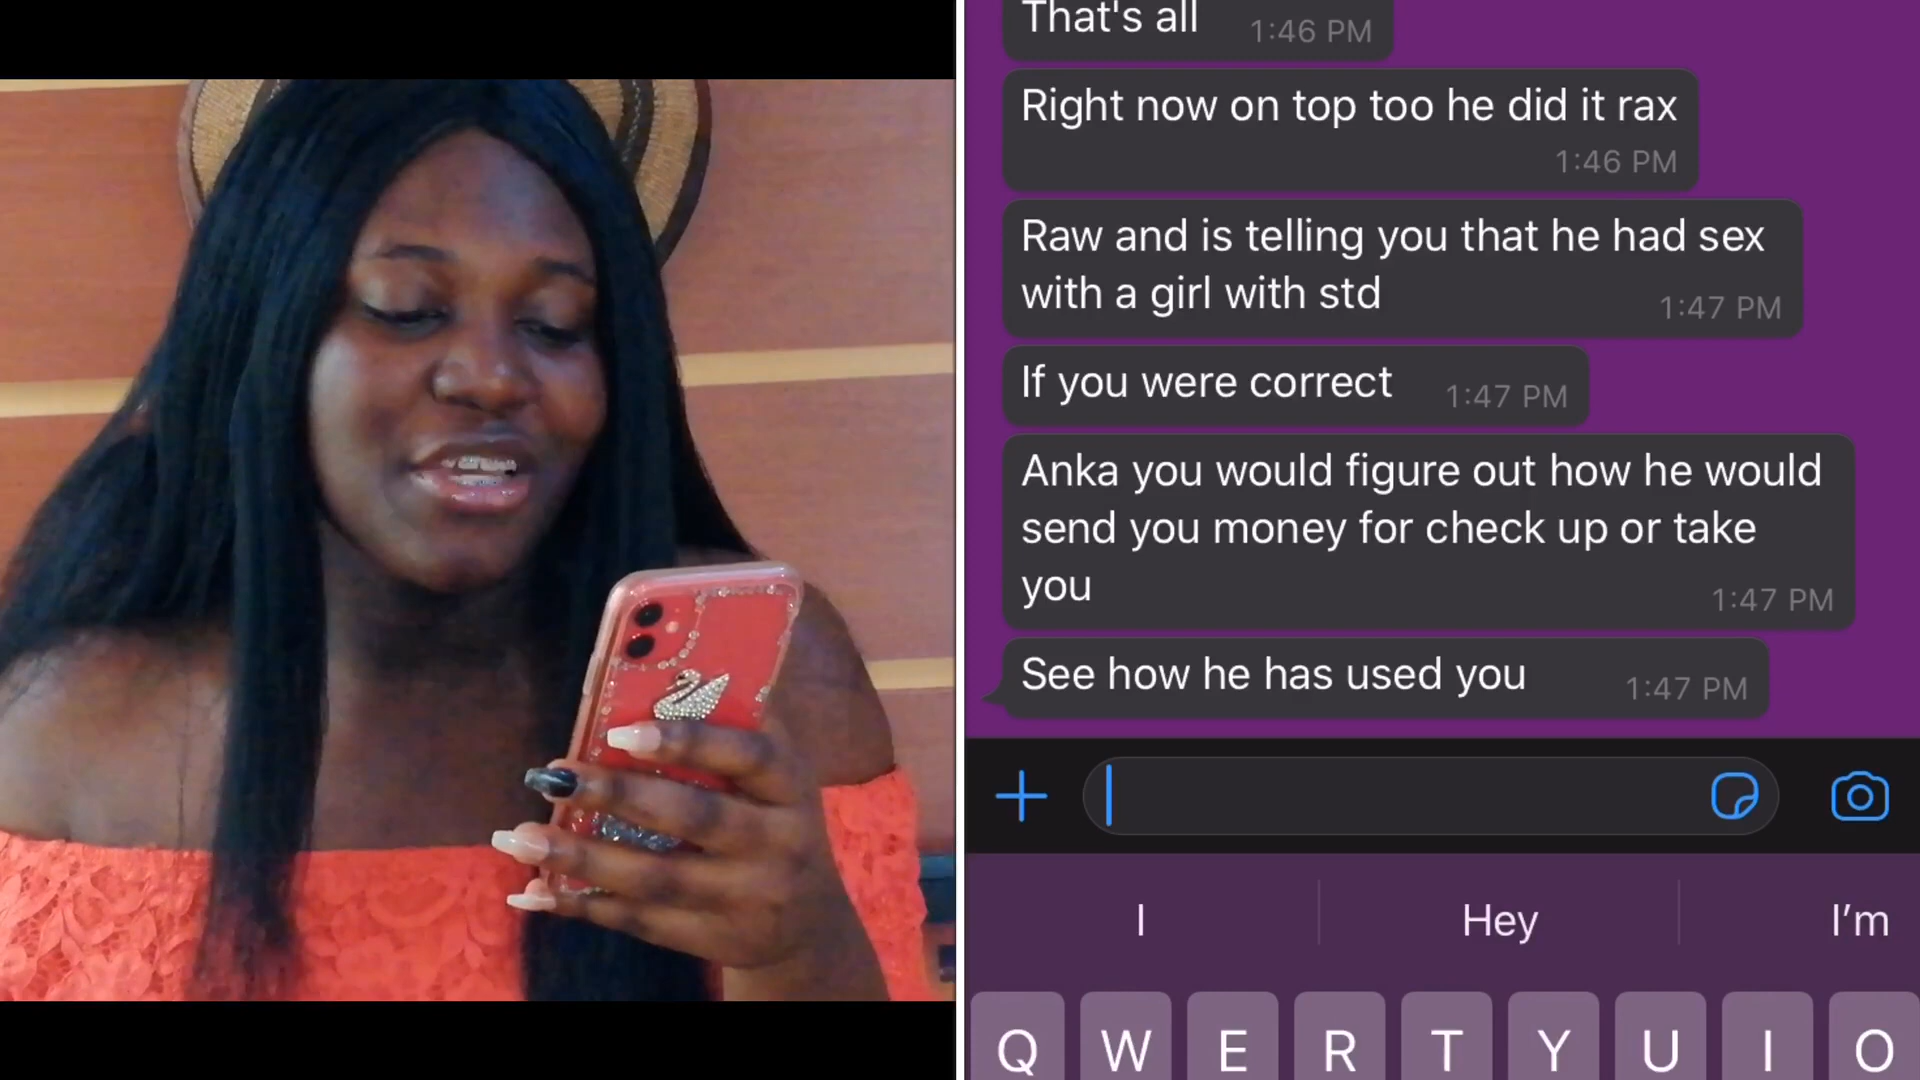 That's all 1:46 PM
Right now on top too he did it rax
1:46 PM
Raw and is telling you that he had sex
with a girl with std 1:47 PM
If you were correct 1:47 PM
Anka you would figure out how he would
send you money for check up or take
you 1:47 PM
See how he has used you 1:47 PM
I Hey I’m
Q W E R T Y U I O